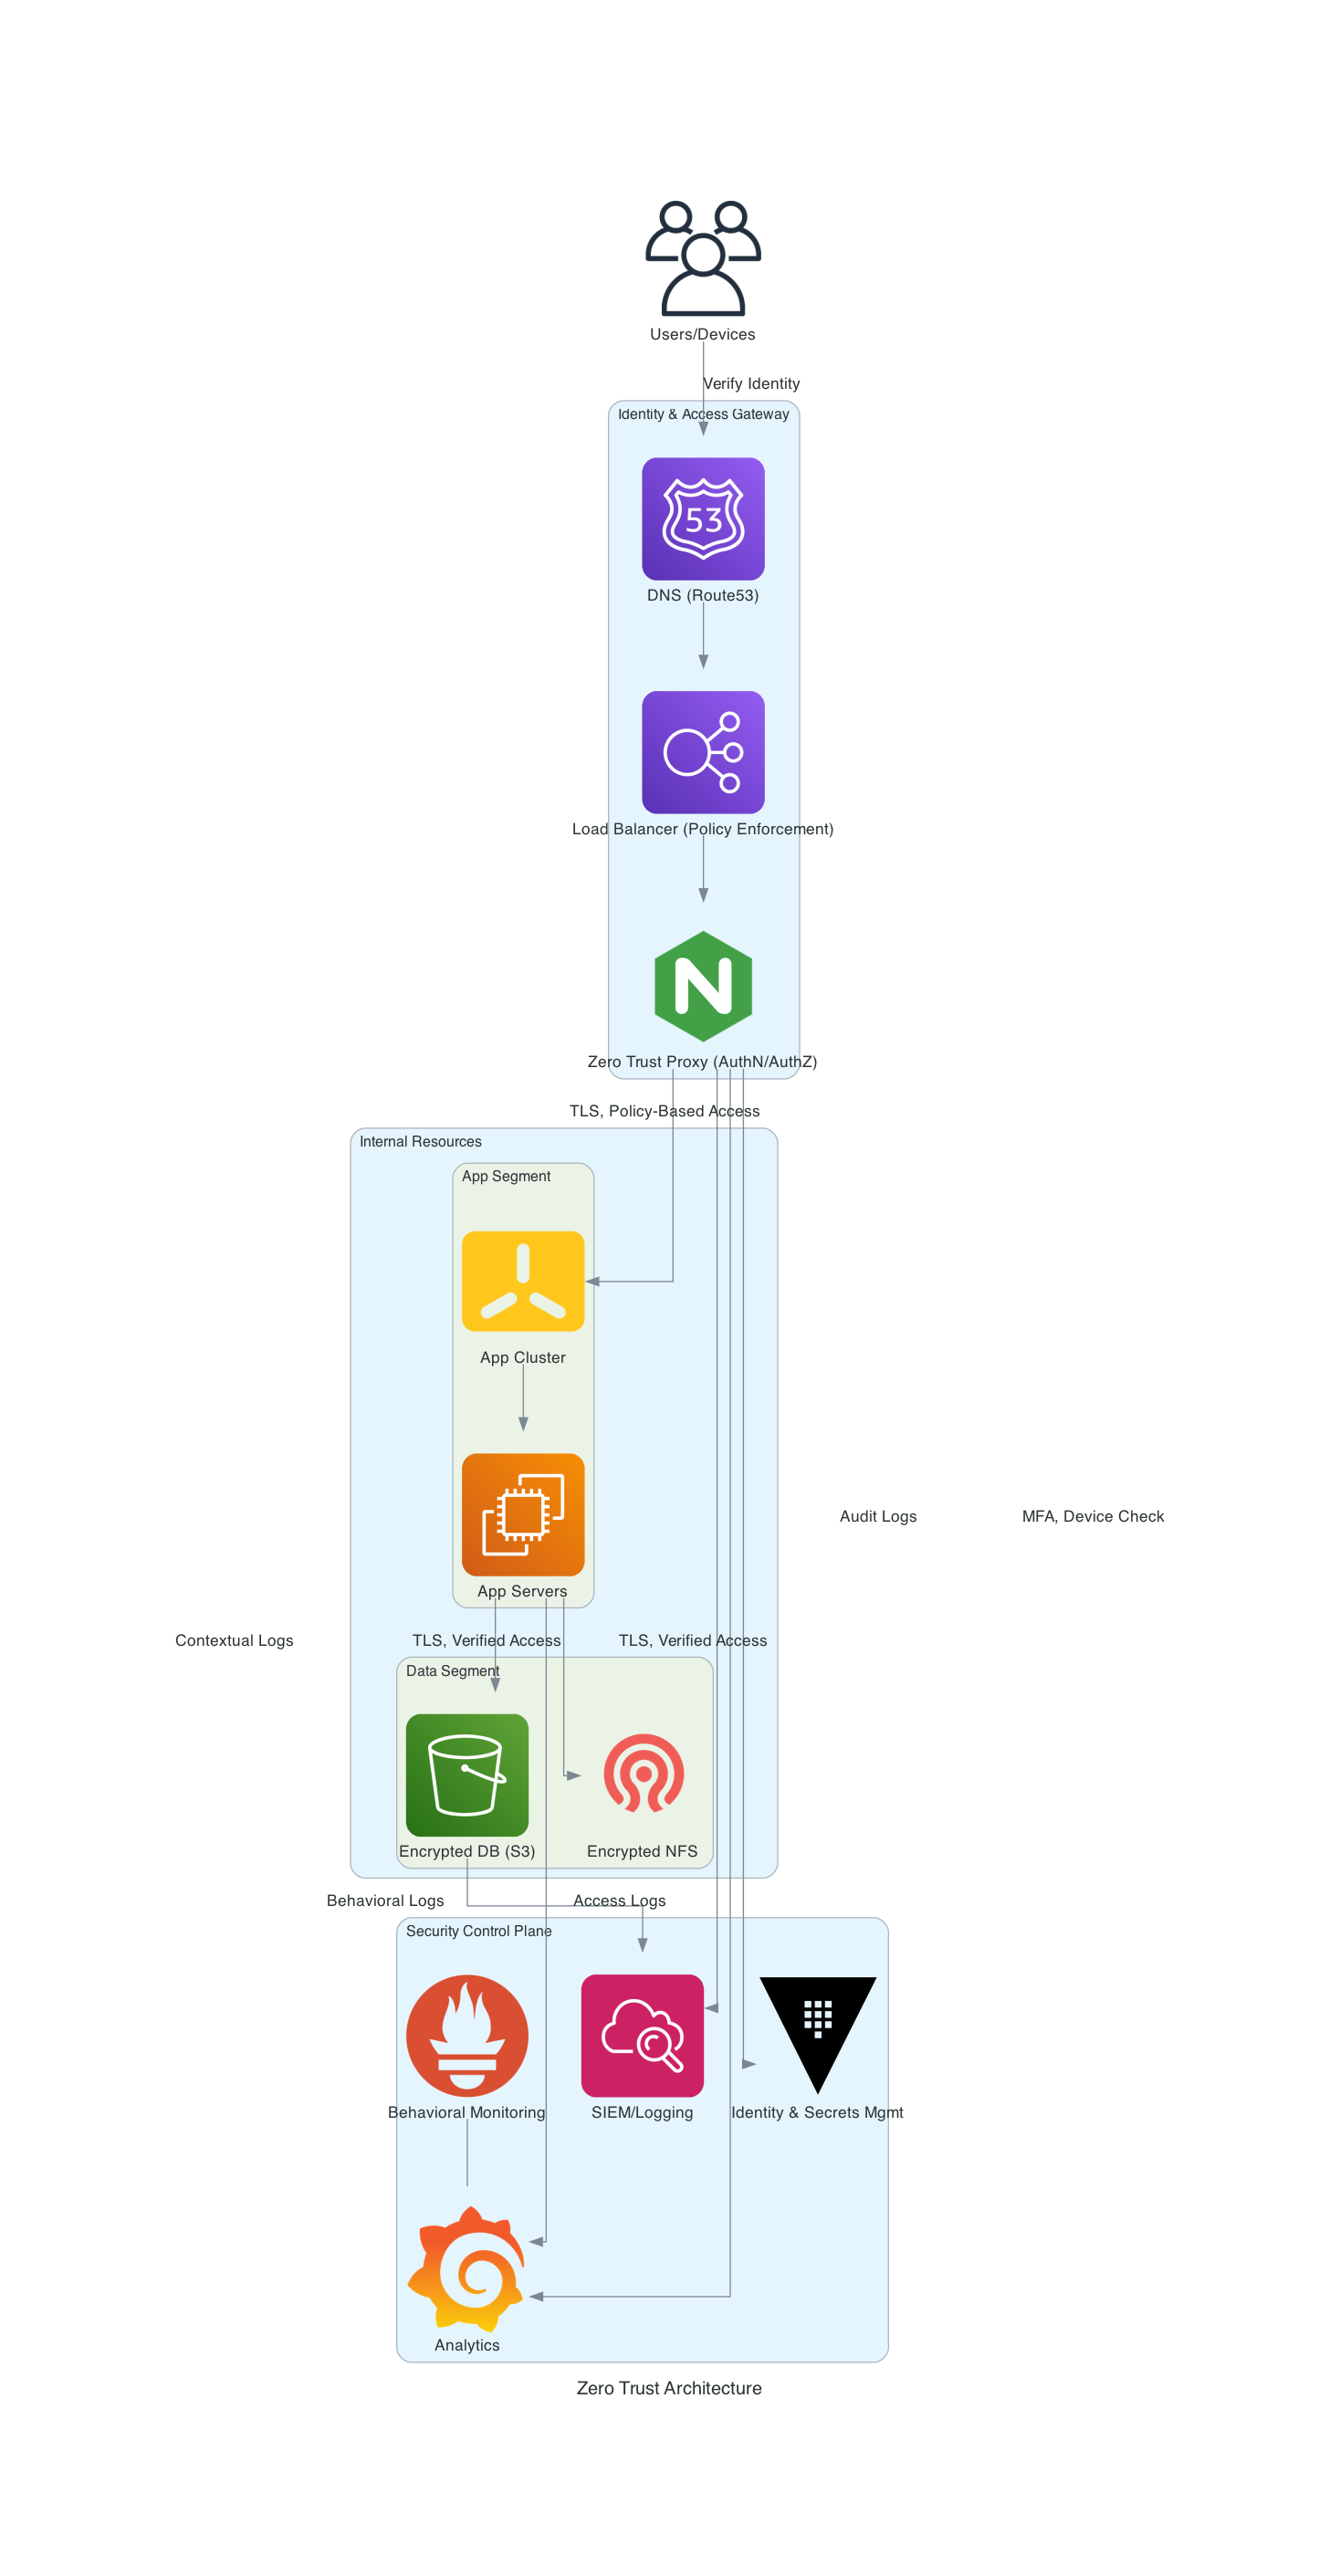 Users/Devices
Verify Identity
Identity & Access Gateway
53
DNS (Route53)
Load Balancer (Policy Enforcement)
N
Zero Trust Proxy (AuthN/AuthZ)
TLS, Policy-Based Access
Internal Resources
App Segment
App Cluster
Audit Logs
MFA, Device Check
App Servers
Contextual Logs
TLS, Verified Access
TLS, Verified Access
Data Segment
Encrypted DB (S3)
Encrypted NFS
Behavioral Logs
Access Logs
Security Control Plane
Behavioral Monitoring
SIEM/Logging
Identity & Secrets Mgmt
Analytics
Zero Trust Architecture